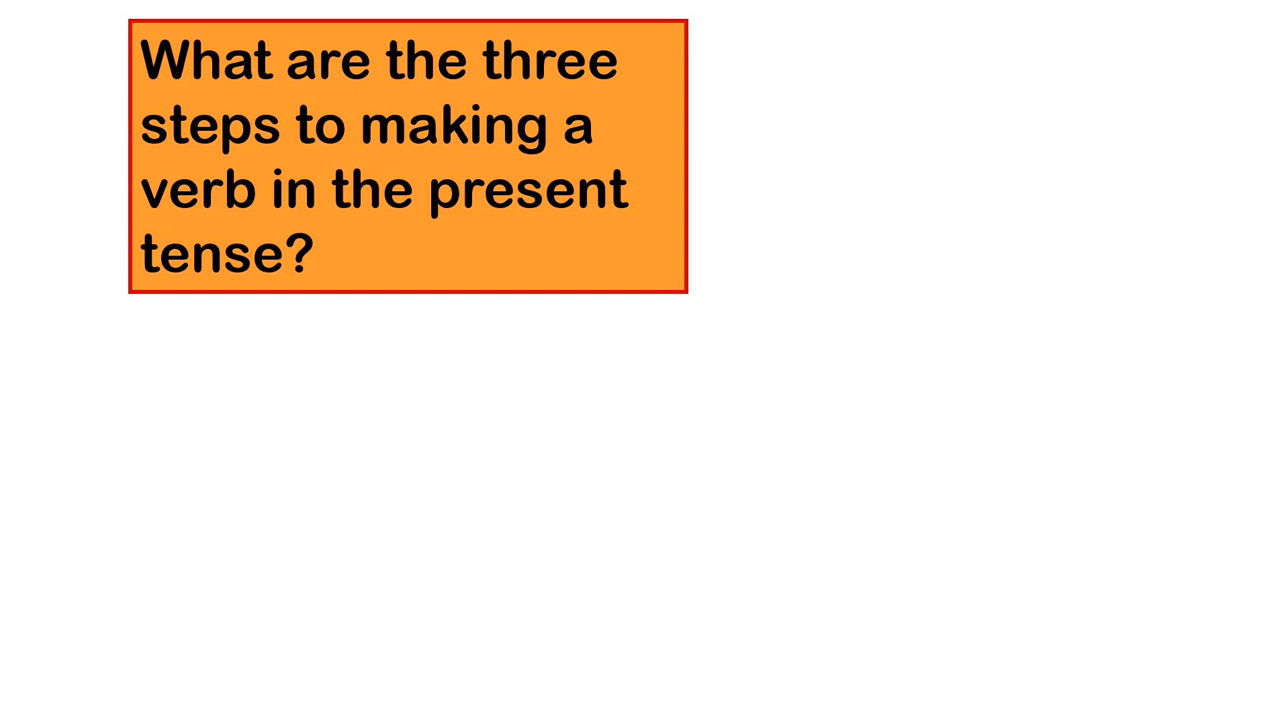 What are the three
steps to making a
verb in the present
tense?